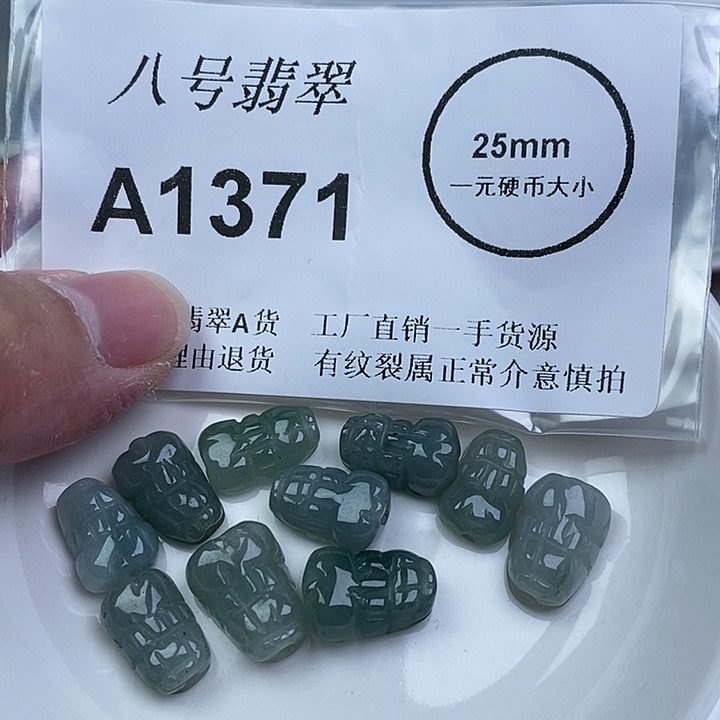 八号翡翠
A1371
25mm
一元硬币大小
翡翠A货 工厂直销一手货源
理由退货 有纹裂属正常介意慎拍